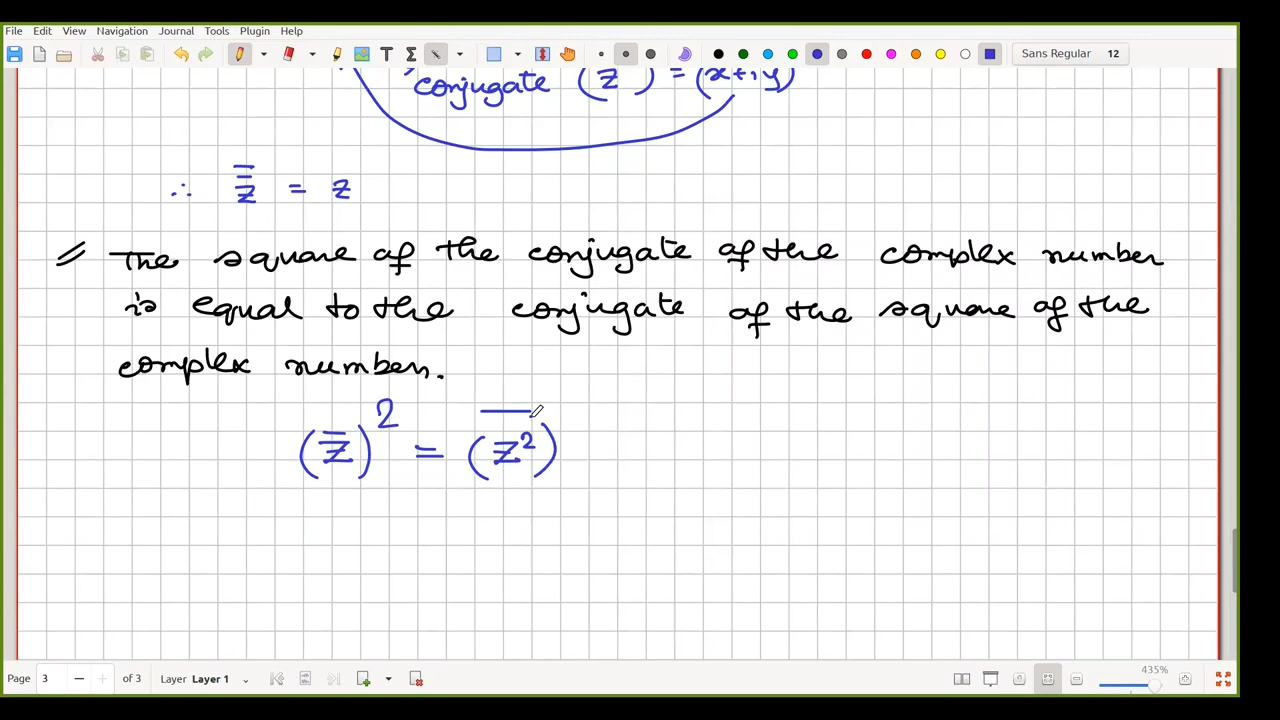 File Edit View Navigation Journal Tools Plugin Help
Sans Regular 12
conjugate (z̄) = (x+iy)
∴ z̿ = z
The square of the conjugate of the complex number
is equal to the conjugate of the square of the
complex number.
(z̄)² = \overline{(z²)}
Page 3 of 3 Layer Layer 1 435%